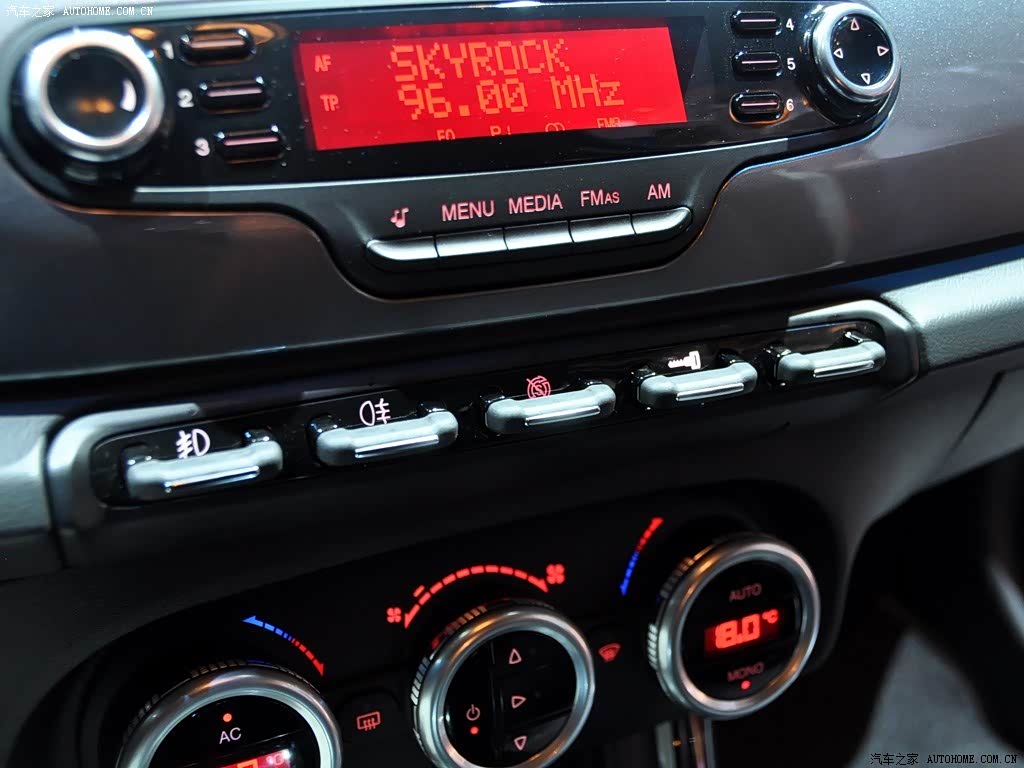 汽车之家 AUTOHOME.COM.CN
1
2
3
AF
TP
SKYROCK
96.00 MHz
4
5
6
MENU MEDIA FMAS AM
AUTO
18.0 °C
MONO
AC
汽车之家 AUTOHOME.COM.CN